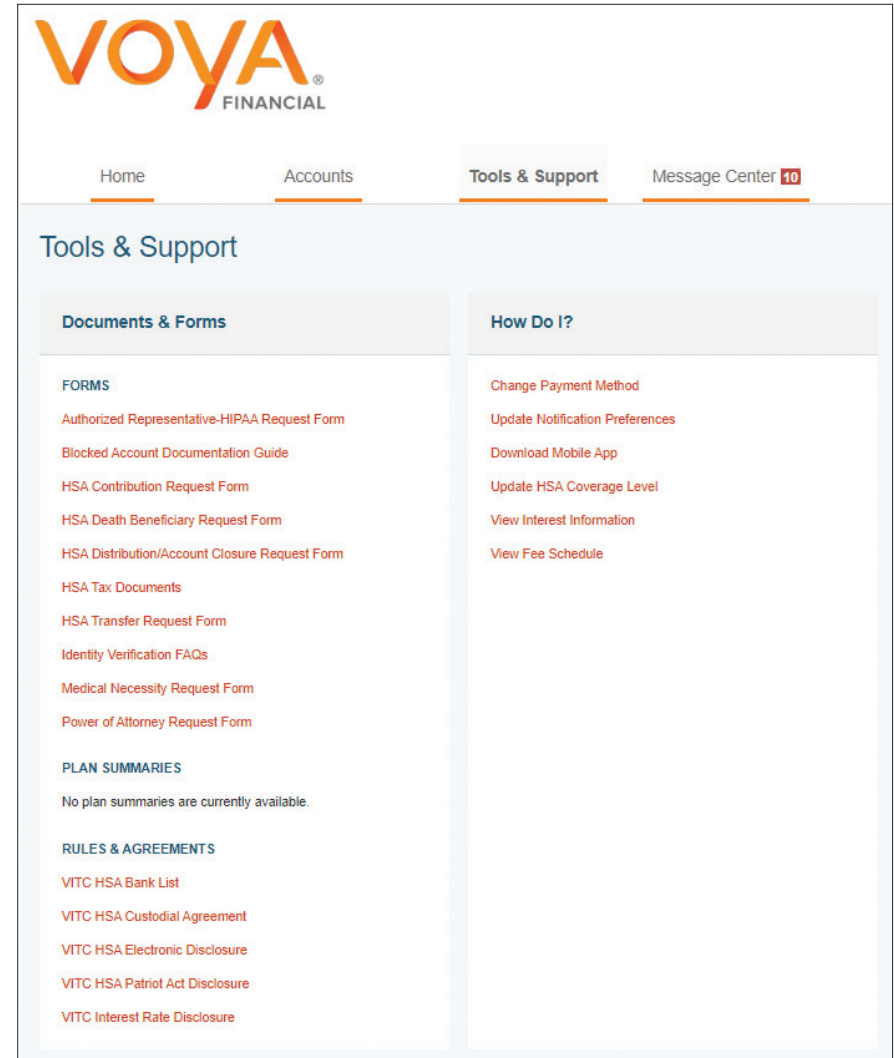 VOYA®
FINANCIAL
Home
Accounts
Tools & Support
Message Center 10
Tools & Support
Documents & Forms
FORMS
Authorized Representative-HIPAA Request Form
Blocked Account Documentation Guide
HSA Contribution Request Form
HSA Death Beneficiary Request Form
HSA Distribution/Account Closure Request Form
HSA Tax Documents
HSA Transfer Request Form
Identity Verification FAQs
Medical Necessity Request Form
Power of Attorney Request Form
PLAN SUMMARIES
No plan summaries are currently available.
RULES & AGREEMENTS
VITC HSA Bank List
VITC HSA Custodial Agreement
VITC HSA Electronic Disclosure
VITC HSA Patriot Act Disclosure
VITC Interest Rate Disclosure
How Do I?
Change Payment Method
Update Notification Preferences
Download Mobile App
Update HSA Coverage Level
View Interest Information
View Fee Schedule